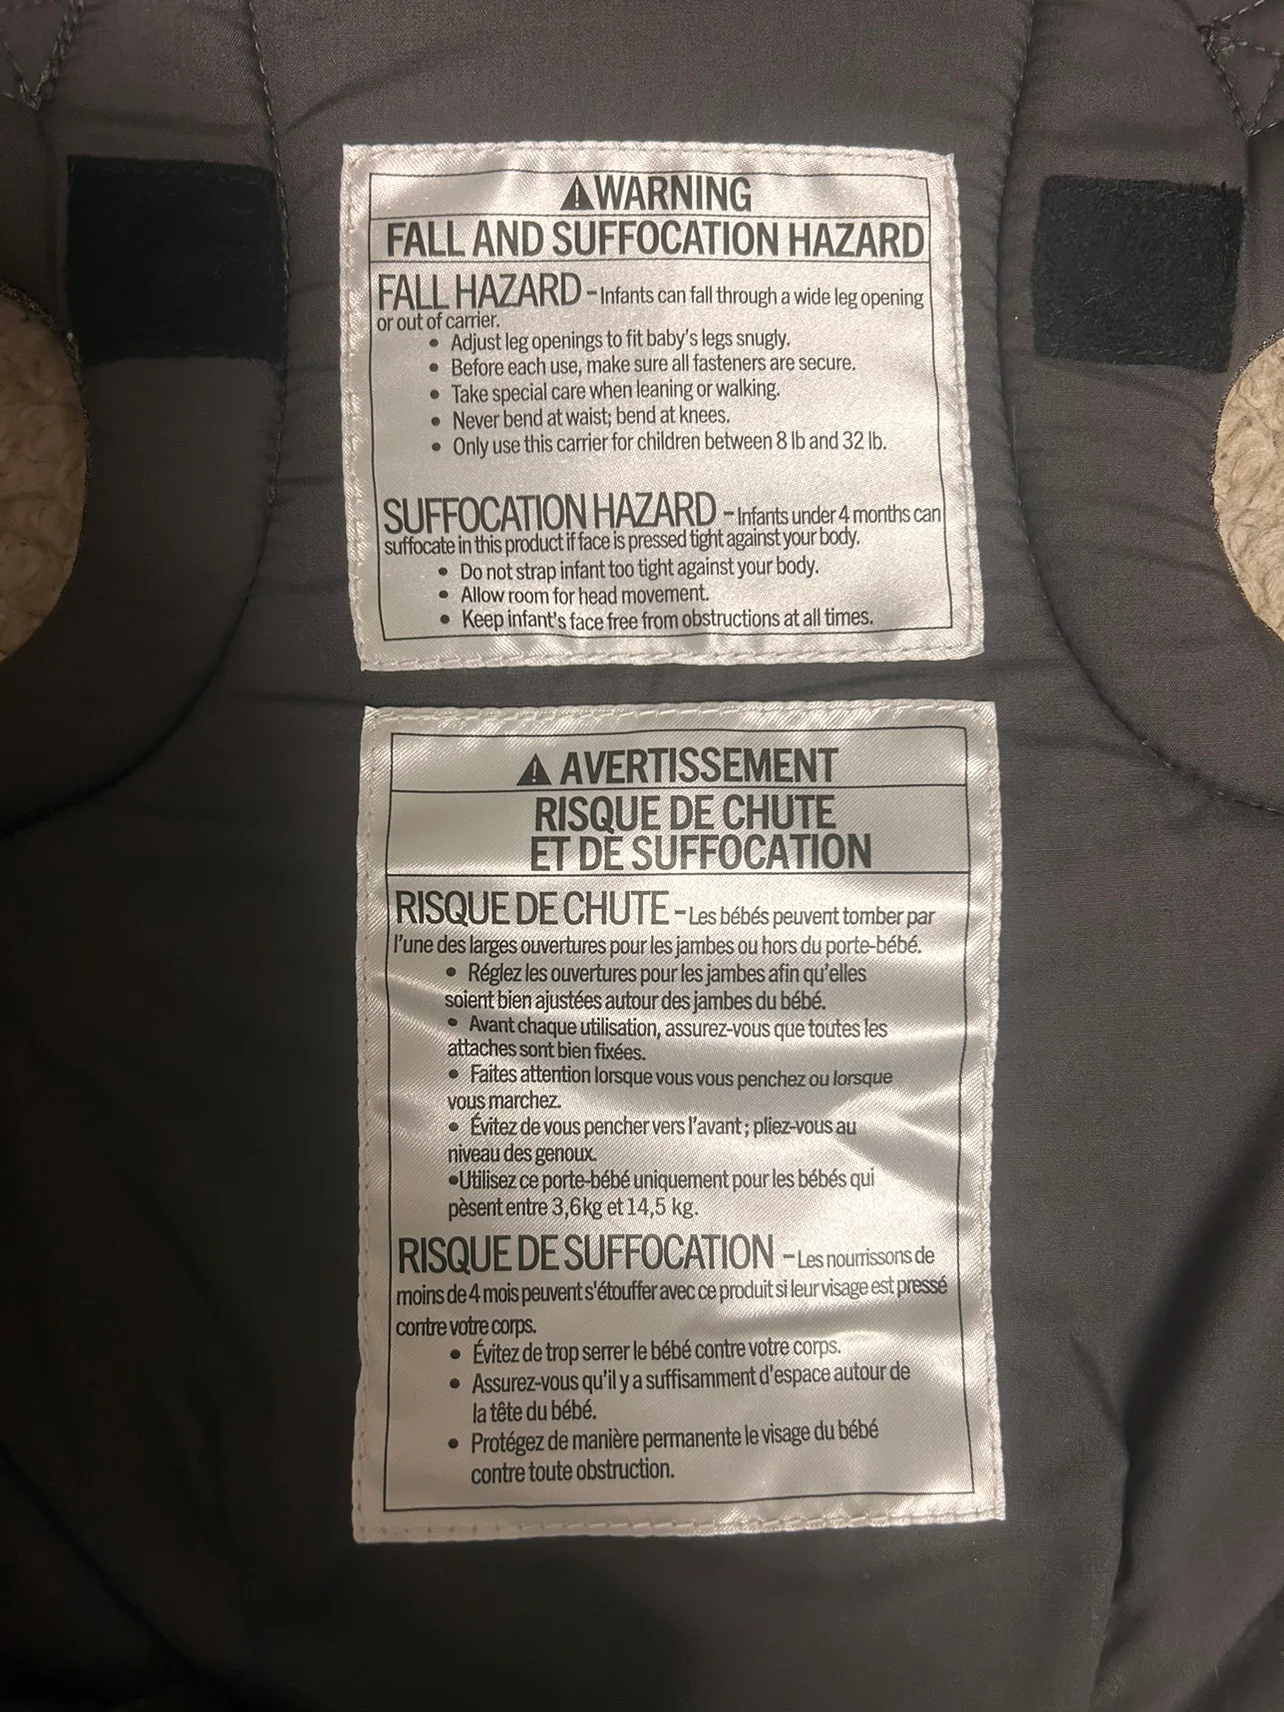 ⚠WARNING
FALL AND SUFFOCATION HAZARD
FALL HAZARD - Infants can fall through a wide leg opening
or out of carrier.
• Adjust leg openings to fit baby's legs snugly.
• Before each use, make sure all fasteners are secure.
• Take special care when leaning or walking.
• Never bend at waist; bend at knees.
• Only use this carrier for children between 8 lb and 32 lb.
SUFFOCATION HAZARD - Infants under 4 months can
suffocate in this product if face is pressed tight against your body.
• Do not strap infant too tight against your body.
• Allow room for head movement.
• Keep infant's face free from obstructions at all times.
⚠ AVERTISSEMENT
RISQUE DE CHUTE
ET DE SUFFOCATION
RISQUE DE CHUTE - Les bébés peuvent tomber par
l'une des larges ouvertures pour les jambes ou hors du porte-bébé.
• Réglez les ouvertures pour les jambes afin qu'elles
soient bien ajustées autour des jambes du bébé.
• Avant chaque utilisation, assurez-vous que toutes les
attaches sont bien fixées.
• Faites attention lorsque vous vous penchez ou lorsque
vous marchez.
• Évitez de vous pencher vers l'avant ; pliez-vous au
niveau des genoux.
•Utilisez ce porte-bébé uniquement pour les bébés qui
pèsent entre 3,6kg et 14,5 kg.
RISQUE DE SUFFOCATION - Les nourrissons de
moins de 4 mois peuvent s'étouffer avec ce produit si leur visage est pressé
contre votre corps.
• Évitez de trop serrer le bébé contre votre corps.
• Assurez-vous qu'il y a suffisamment d'espace autour de
la tête du bébé.
• Protégez de manière permanente le visage du bébé
contre toute obstruction.